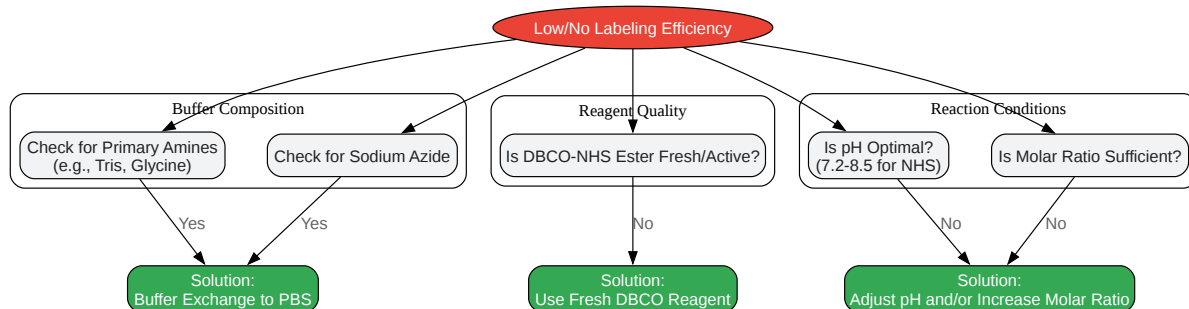 Low/No Labeling Efficiency
Buffer Composition
Reagent Quality
Reaction Conditions
Check for Primary Amines
(e.g., Tris, Glycine)
Check for Sodium Azide
Is DBCO-NHS Ester Fresh/Active?
Is pH Optimal?
(7.2-8.5 for NHS)
Is Molar Ratio Sufficient?
Yes
Yes
No
No
No
Solution:
Buffer Exchange to PBS
Solution:
Use Fresh DBCO Reagent
Solution:
Adjust pH and/or Increase Molar Ratio